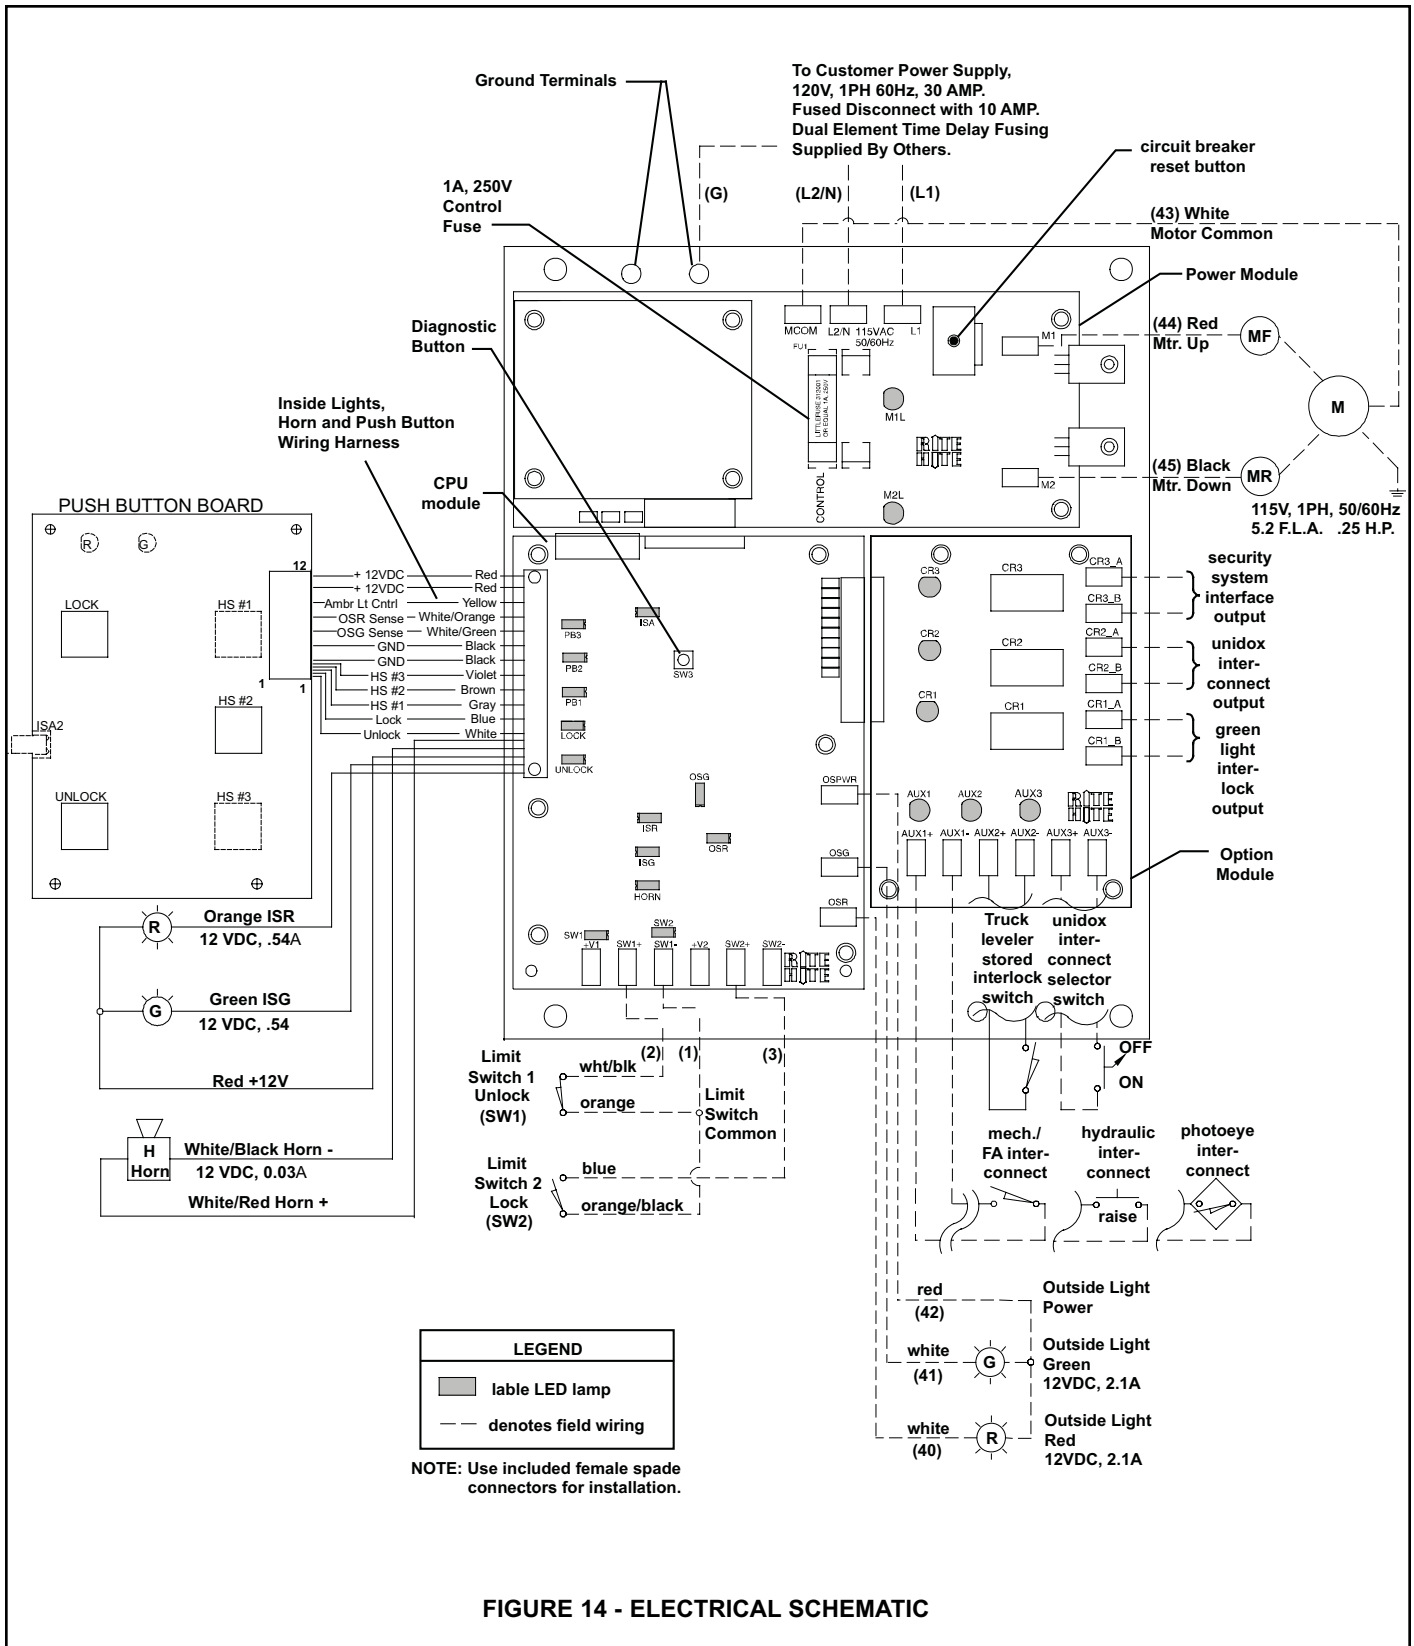 Ground Terminals
To Customer Power Supply,
120V, 1PH 60Hz, 30 AMP.
Fused Disconnect with 10 AMP.
Dual Element Time Delay Fusing
Supplied By Others.
circuit breaker
reset button
1A, 250V
Control
Fuse
(G)
(L2/N)
(L1)
(43) White
Motor Common
Power Module
Diagnostic
Button
MCOM
L2/N
115VAC
50/60Hz
L1
FU1
LITTLEFUSE 313001
OR EQUAL 1A, 250V
CONTROL
M1L
M2L
RITE
HITE
M1
M2
(44) Red
Mtr. Up
MF
M
(45) Black
Mtr. Down
MR
115V, 1PH, 50/60Hz
5.2 F.L.A. .25 H.P.
Inside Lights,
Horn and Push Button
Wiring Harness
CPU
module
PUSH BUTTON BOARD
R
G
12
LOCK
HS #1
1
1
HS #2
ISA2
UNLOCK
HS #3
+ 12VDC Red
+ 12VDC Red
Ambr Lt Cntrl Yellow
OSR Sense White/Orange
OSG Sense White/Green
GND Black
GND Black
HS #3 Violet
HS #2 Brown
HS #1 Gray
Lock Blue
Unlock White
ISA
PB3
PB2
PB1
LOCK
UNLOCK
SW3
OSG
ISR
OSR
ISG
HORN
SW1
SW2
+V1
SW1+
SW1-
+V2
SW2+
SW2-
RITE
HITE
OSPWR
OSG
OSR
CR3
CR3
CR3_A
CR3_B
CR2
CR2
CR2_A
CR2_B
CR1
CR1
CR1_A
CR1_B
AUX1
AUX2
AUX3
RITE
HITE
AUX1+
AUX1-
AUX2+
AUX2-
AUX3+
AUX3-
security
system
interface
output
unidox
inter-
connect
output
green
light
inter-
lock
output
Option
Module
R
Orange ISR
12 VDC, .54A
G
Green ISG
12 VDC, .54
Red +12V
H
Horn
White/Black Horn -
12 VDC, 0.03A
White/Red Horn +
Truck
leveler
stored
interlock
switch
unidox
inter-
connect
selector
switch
OFF
ON
Limit
Switch 1
Unlock
(SW1)
wht/blk
orange
(2)
(1)
(3)
Limit
Switch
Common
Limit
Switch 2
Lock
(SW2)
blue
orange/black
mech./
FA inter-
connect
hydraulic
inter-
connect
raise
photoeye
inter-
connect
red
(42)
Outside Light
Power
white
(41)
G
Outside Light
Green
12VDC, 2.1A
white
(40)
R
Outside Light
Red
12VDC, 2.1A
LEGEND
lable LED lamp
denotes field wiring
NOTE: Use included female spade
connectors for installation.
FIGURE 14 - ELECTRICAL SCHEMATIC